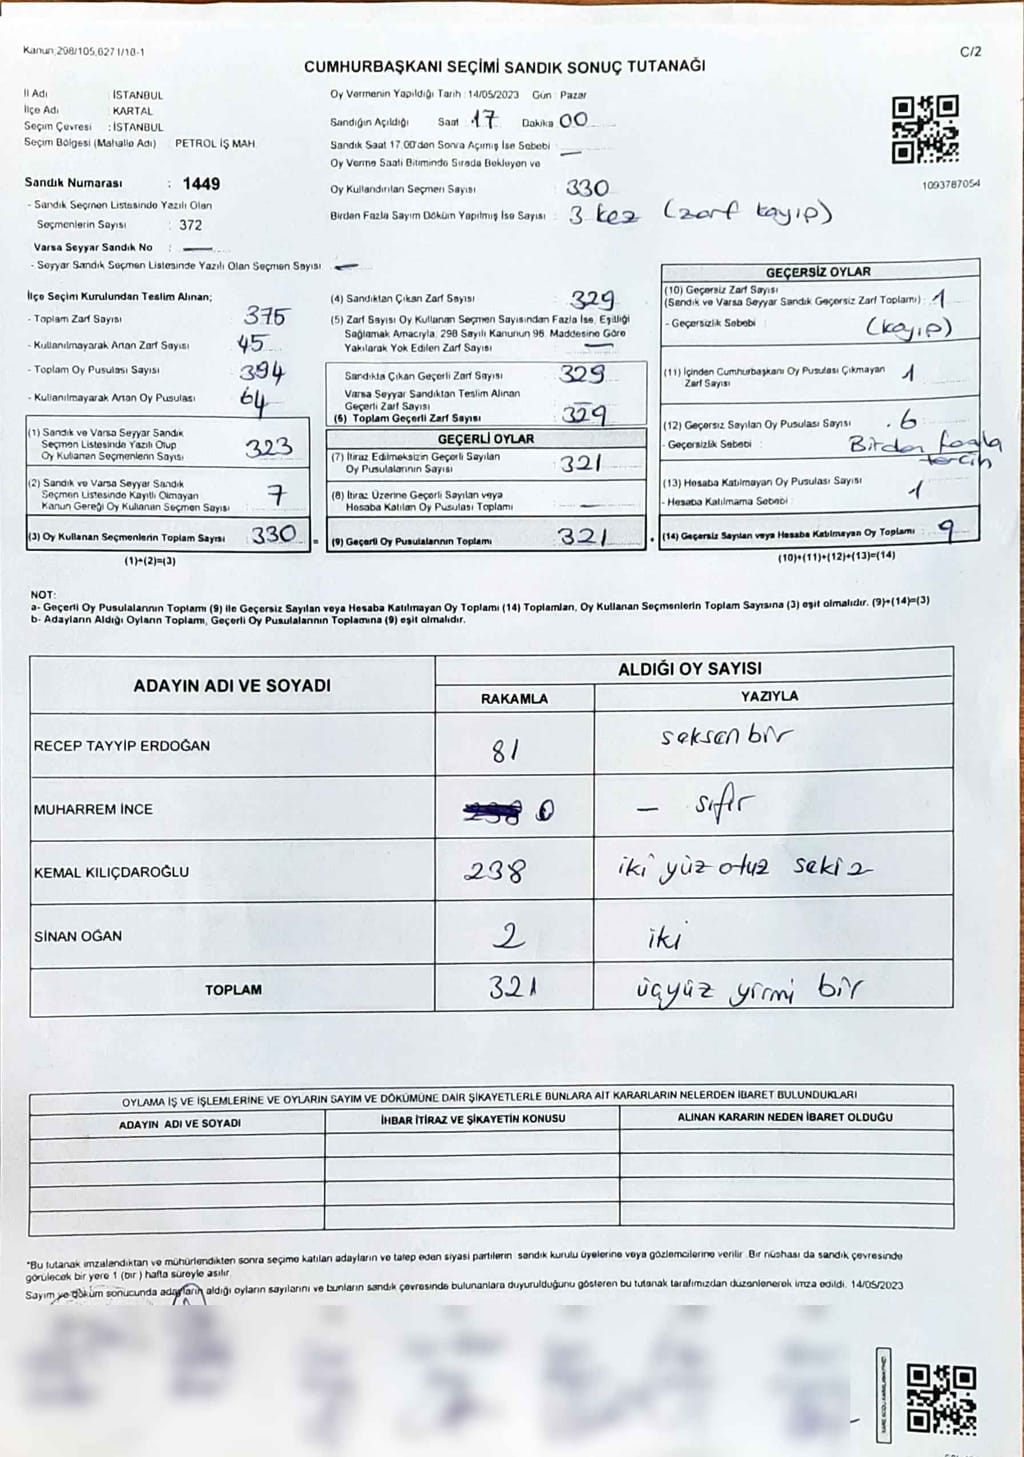 Kanun;298/105,6271/18-1
C/2
CUMHURBAŞKANI SEÇİMİ SANDIK SONUÇ TUTANAĞI
İl Adı : İSTANBUL
İlçe Adı : KARTAL
Seçim Çevresi : İSTANBUL
Seçim Bölgesi (Mahalle Adı) PETROL İŞ MAH.
Sandık Numarası : 1449
- Sandık Seçmen Listesinde Yazılı Olan
Seçmenlerin Sayısı : 372
Varsa Seyyar Sandık No : —
- Seyyar Sandık Seçmen Listesinde Yazılı Olan Seçmen Sayısı —
Oy Vermenin Yapıldığı Tarih : 14/05/2023 Gün : Pazar
Sandığın Açıldığı Saat 17 Dakika 00
Sandık Saat 17.00'den Sonra Açılmış İse Sebebi : —
Oy Verme Saati Bitiminde Sırada Bekleyen ve
Oy Kullandırılan Seçmen Sayısı : 330
Birden Fazla Sayım Döküm Yapılmış İse Sayısı : 3 kez (zarf kayıp)
1093787054
İlçe Seçim Kurulundan Teslim Alınan;
- Toplam Zarf Sayısı 375
- Kullanılmayarak Artan Zarf Sayısı 45
- Toplam Oy Pusulası Sayısı 394
- Kullanılmayarak Artan Oy Pusulası 64
(1) Sandık ve Varsa Seyyar Sandık
Seçmen Listesinde Yazılı Olup
Oy Kullanan Seçmenlerin Sayısı 323
(2) Sandık ve Varsa Seyyar Sandık
Seçmen Listesinde Kayıtlı Olmayan
Kanun Gereği Oy Kullanan Seçmen Sayısı 7
(3) Oy Kullanan Seçmenlerin Toplam Sayısı 330
(1)+(2)=(3)
(4) Sandıktan Çıkan Zarf Sayısı 329
(5) Zarf Sayısı Oy Kullanan Seçmen Sayısından Fazla İse, Eşitliği
Sağlamak Amacıyla, 298 Sayılı Kanunun 98. Maddesine Göre
Yakılarak Yok Edilen Zarf Sayısı —
Sandıkta Çıkan Geçerli Zarf Sayısı 329
Varsa Seyyar Sandıktan Teslim Alınan
Geçerli Zarf Sayısı
(6) Toplam Geçerli Zarf Sayısı 329
GEÇERLİ OYLAR
(7) İtiraz Edilmeksizin Geçerli Sayılan
Oy Pusulalarının Sayısı 321
(8) İtiraz Üzerine Geçerli Sayılan veya
Hesaba Katılan Oy Pusulası Toplamı —
= (9) Geçerli Oy Pusulalarının Toplamı 321
GEÇERSİZ OYLAR
(10) Geçersiz Zarf Sayısı
(Sandık ve Varsa Seyyar Sandık Geçersiz Zarf Toplamı) : 1
- Geçersizlik Sebebi : (kayıp)
(11) İçinden Cumhurbaşkanı Oy Pusulası Çıkmayan
Zarf Sayısı 1
(12) Geçersiz Sayılan Oy Pusulası Sayısı . 6
- Geçersizlik Sebebi : Birden fazla
tercih
(13) Hesaba Katılmayan Oy Pusulası Sayısı 1
- Hesaba Katılmama Sebebi :
(14) Geçersiz Sayılan veya Hesaba Katılmayan Oy Toplamı 9
(10)+(11)+(12)+(13)=(14)
NOT:
a- Geçerli Oy Pusulalarının Toplamı (9) ile Geçersiz Sayılan veya Hesaba Katılmayan Oy Toplamı (14) Toplamları, Oy Kullanan Seçmenlerin Toplam Sayısına (3) eşit olmalıdır. (9)+(14)=(3)
b- Adayların Aldığı Oyların Toplamı, Geçerli Oy Pusulalarının Toplamına (9) eşit olmalıdır.
ADAYIN ADI VE SOYADI ALDIĞI OY SAYISI
RAKAMLA YAZIYLA
RECEP TAYYİP ERDOĞAN 81 seksen bir
MUHARREM İNCE 238 0 — sıfır
KEMAL KILIÇDAROĞLU 238 iki yüz otuz sekiz
SİNAN OĞAN 2 iki
TOPLAM 321 üçyüz yirmi bir
OYLAMA İŞ VE İŞLEMLERİNE VE OYLARIN SAYIM VE DÖKÜMÜNE DAİR ŞİKAYETLERLE BUNLARA AİT KARARLARIN NELERDEN İBARET BULUNDUKLARI
ADAYIN ADI VE SOYADI İHBAR İTİRAZ VE ŞİKAYETİN KONUSU ALINAN KARARIN NEDEN İBARET OLDUĞU
*Bu tutanak imzalandıktan ve mühürlendikten sonra seçime katılan adayların ve talep eden siyasi partilerin sandık kurulu üyelerine veya gözlemcilerine verilir. Bir nüshası da sandık çevresinde
görülecek bir yere 1 (bir) hafta süreyle asılır.
Sayım ve döküm sonucunda adayların aldığı oyların sayılarını ve bunların sandık çevresinde bulunanlara duyurulduğunu gösteren bu tutanak tarafımızdan düzenlenerek imza edildi. 14/05/2023